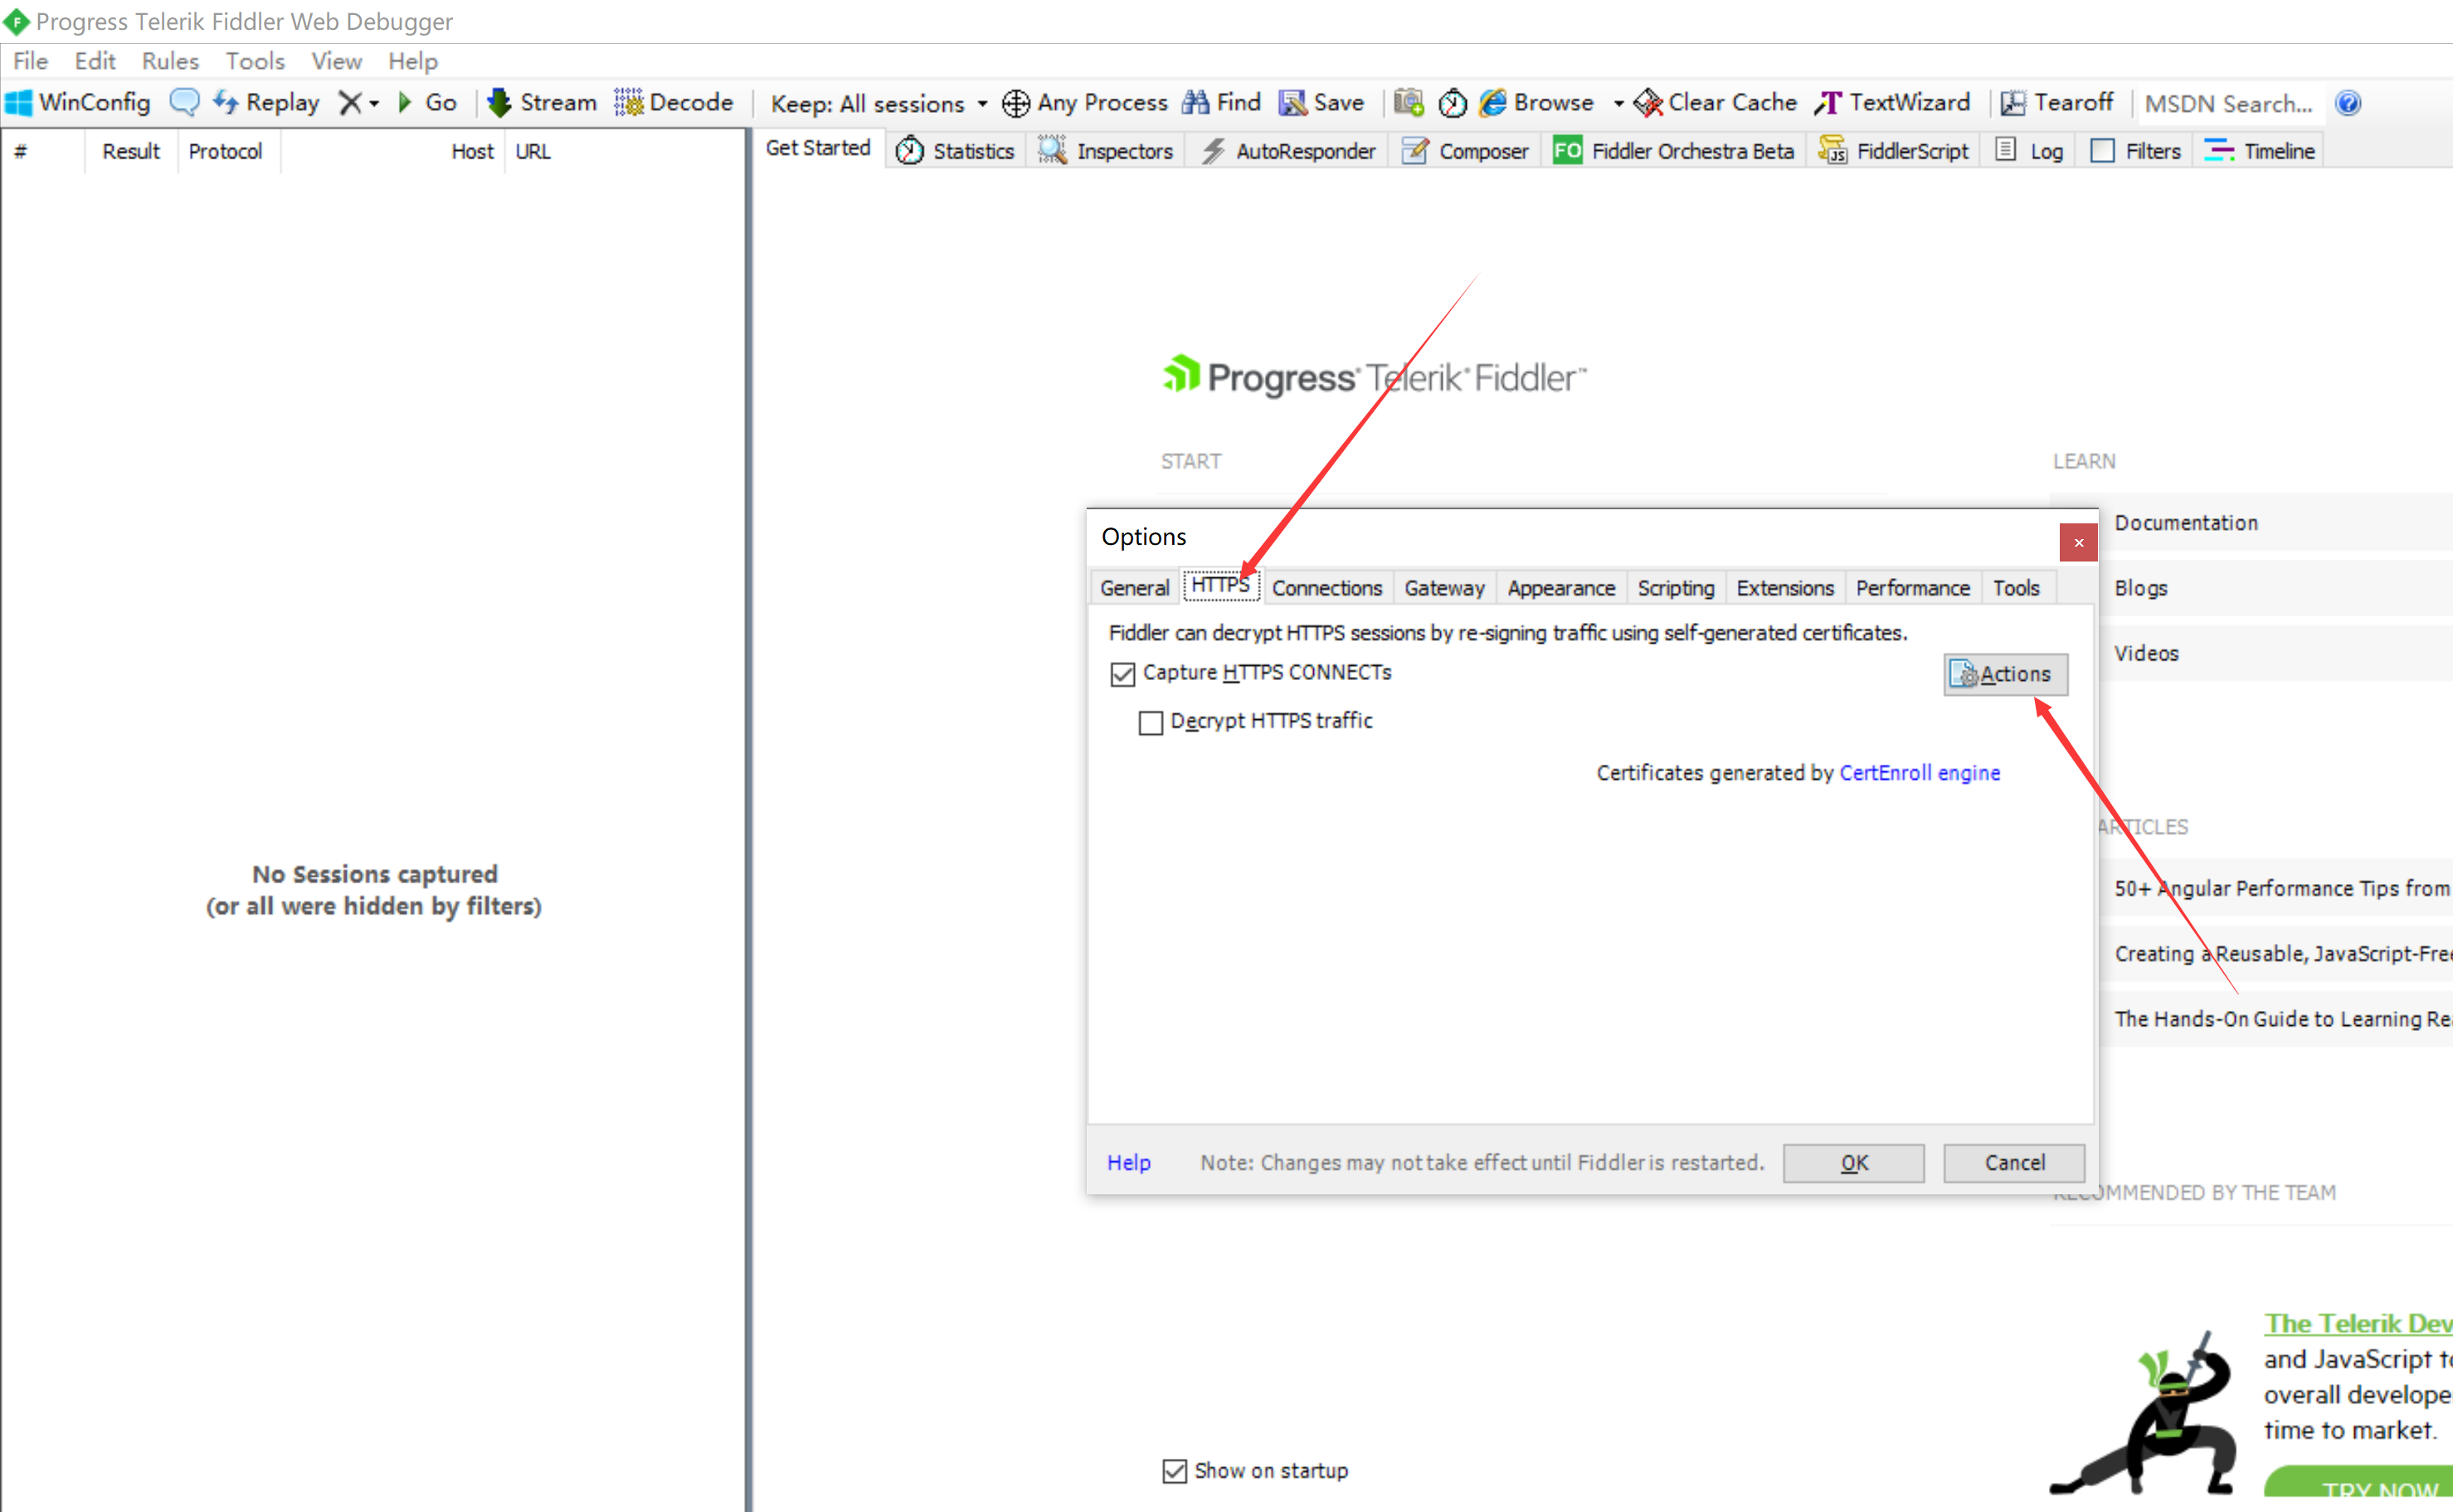 Progress Telerik Fiddler Web Debugger
File Edit Rules Tools View Help
WinConfig Replay Go Stream Decode Keep: All sessions Any Process Find Save Browse Clear Cache TextWizard Tearoff MSDN Search...
# Result Protocol Host URL
Get Started Statistics Inspectors AutoResponder Composer FO Fiddler Orchestra Beta FiddlerScript Log Filters Timeline
Progress Telerik Fiddler™
START
LEARN
Documentation
Blogs
Videos
Options
General HTTPS Connections Gateway Appearance Scripting Extensions Performance Tools
Fiddler can decrypt HTTPS sessions by re-signing traffic using self-generated certificates.
Capture HTTPS CONNECTs
Actions
Decrypt HTTPS traffic
Certificates generated by CertEnroll engine
ARTICLES
50+ Angular Performance Tips from
Creating a Reusable, JavaScript-Free
The Hands-On Guide to Learning Rea
No Sessions captured
(or all were hidden by filters)
Help Note: Changes may not take effect until Fiddler is restarted. OK Cancel
RECOMMENDED BY THE TEAM
The Telerik Dev
and JavaScript to
overall develope
time to market.
TRY NOW
Show on startup